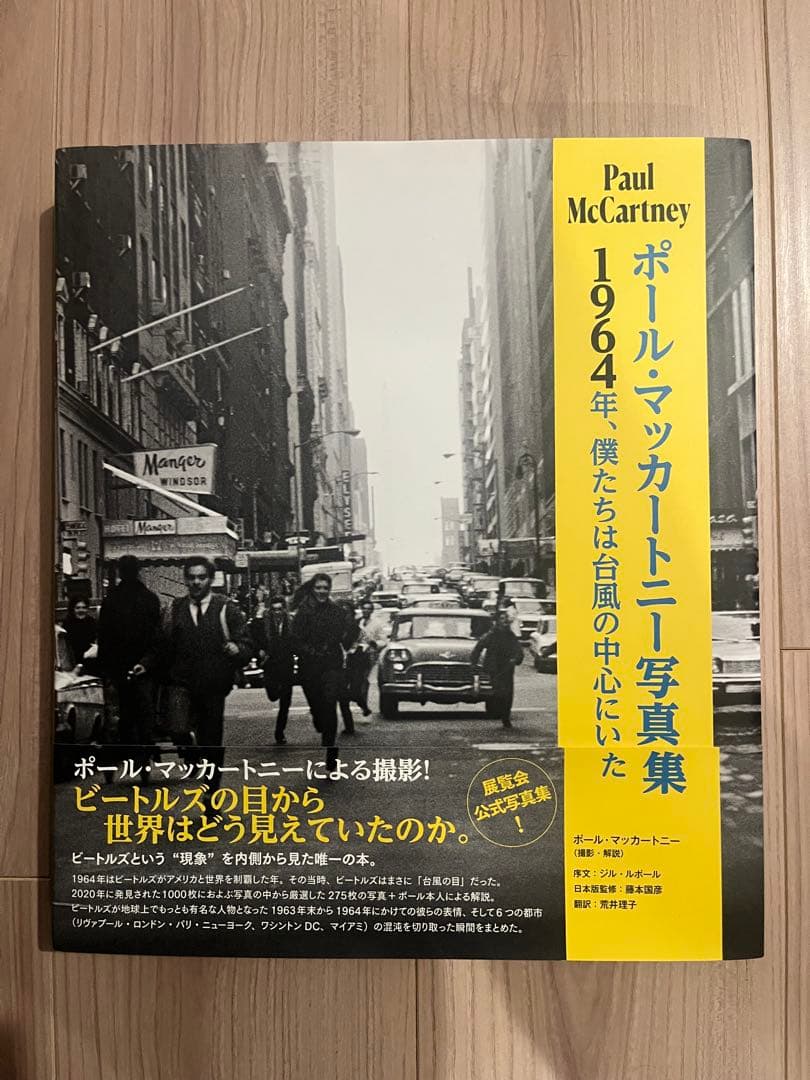 Paul
McCartney
ポール・マッカートニー写真集
1964年、僕たちは台風の中心にいた
Manger
WINDSOR
HOTEL Manger
ELYSE
ポール・マッカートニーによる撮影!
ビートルズの目から
世界はどう見えていたのか。
展覧会
公式写真集
!
ビートルズという“現象”を内側から見た唯一の本。
1964年はビートルズがアメリカと世界を制覇した年。その当時、ビートルズはまさに「台風の目」だった。
2020年に発見された1000枚におよぶ写真の中から厳選した275枚の写真+ポール本人による解説。
ビートルズが地球上でもっとも有名な人物となった1963年末から1964年にかけての彼らの表情、そして6つの都市
(リヴァプール・ロンドン・パリ・ニューヨーク、ワシントンDC、マイアミ)の混沌を切り取った瞬間をまとめた。
ポール・マッカートニー
(撮影・解説)
序文:ジル・ルポール
日本版監修:藤本国彦
翻訳:荒井理子